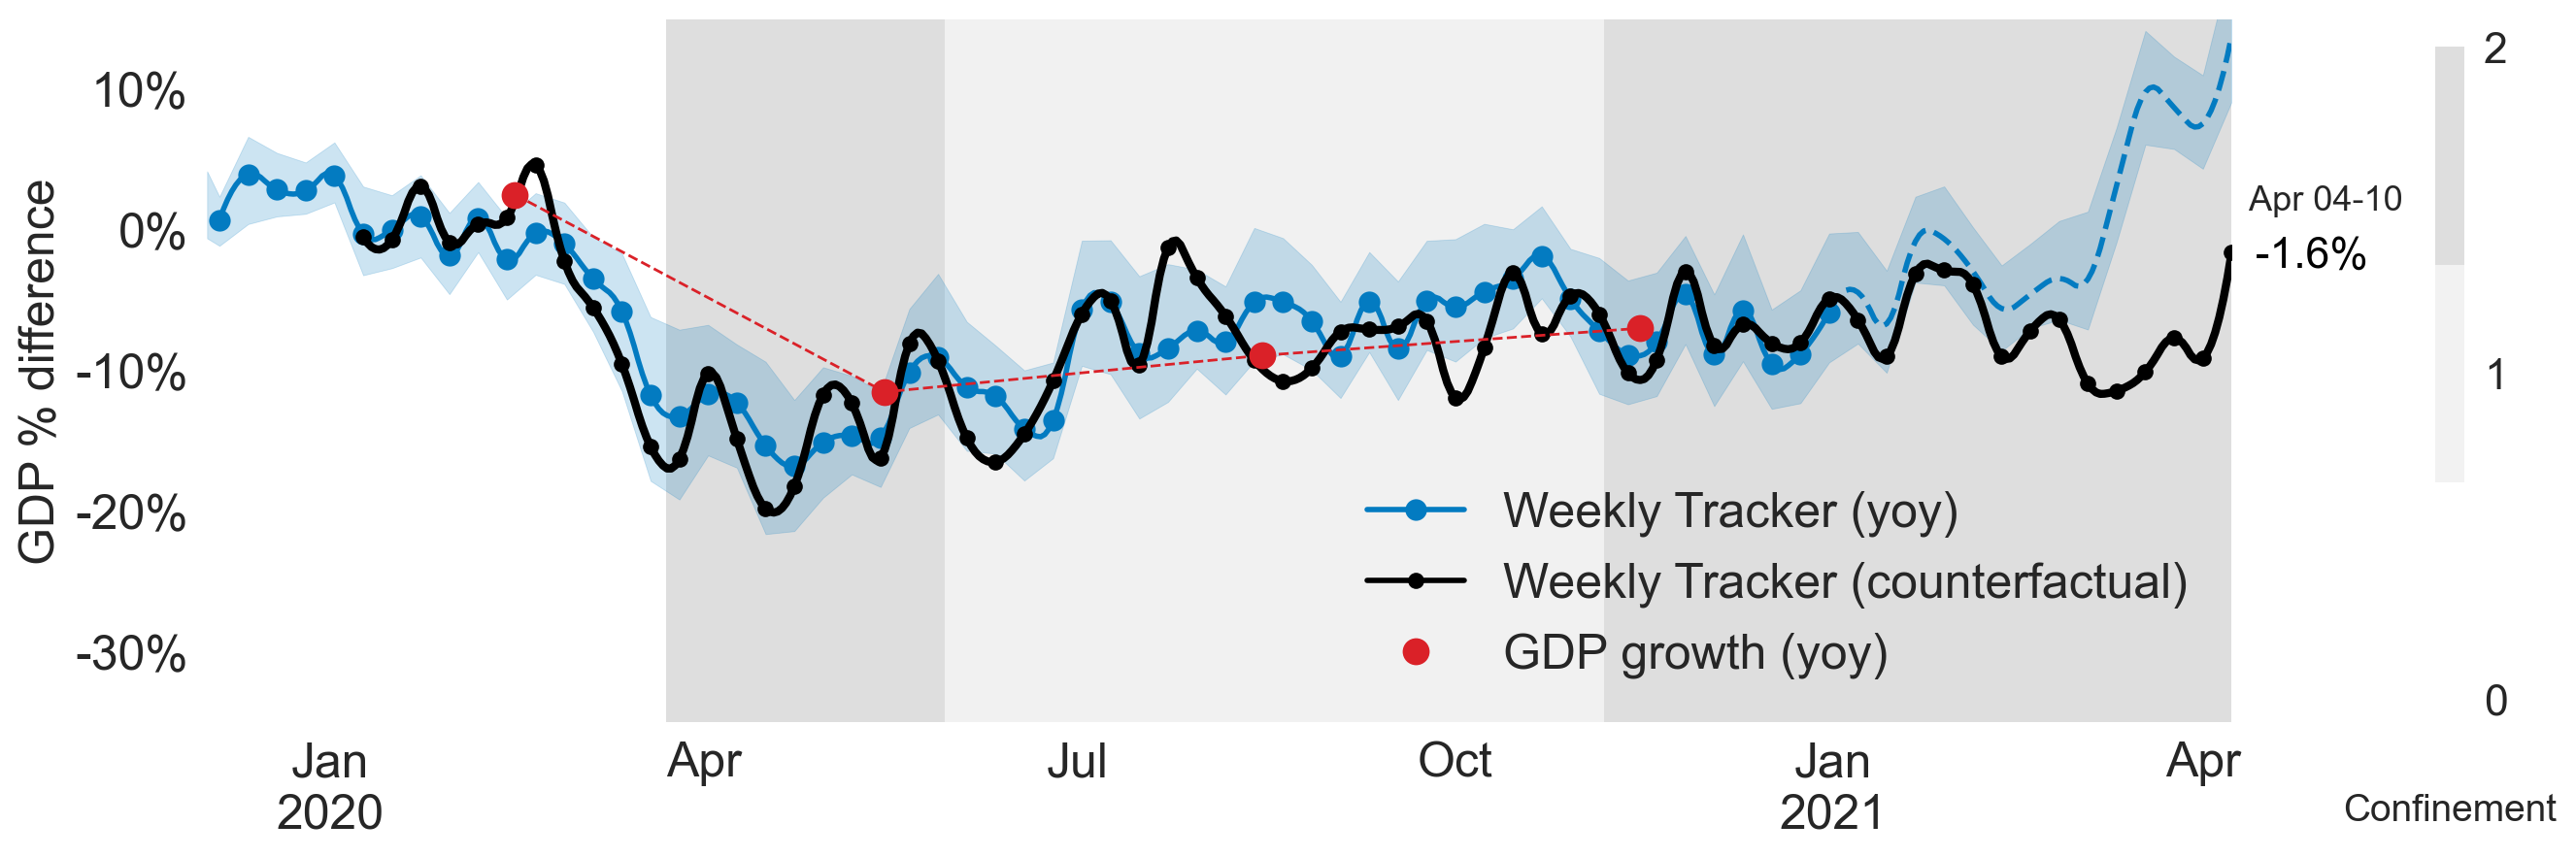 GDP % difference
10%
0%
-10%
-20%
-30%
Weekly Tracker (yoy)
Weekly Tracker (counterfactual)
GDP growth (yoy)
Apr 04-10
-1.6%
2
1
0
Jan Apr Jul Oct Jan Apr
2020 2021
Confinement